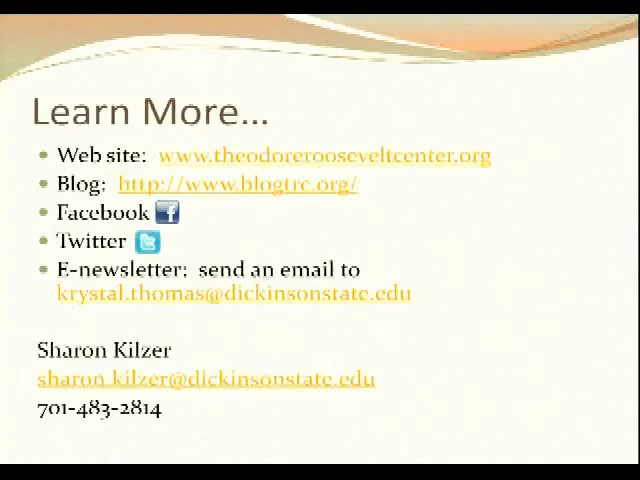 Learn More...
• Web site: www.theodorerooseveltcenter.org
• Blog: http://www.blogtrc.org/
• Facebook
• Twitter
• E-newsletter: send an email to
krystal.thomas@dickinsonstate.edu
Sharon Kilzer
sharon.kilzer@dickinsonstate.edu
701-483-2814